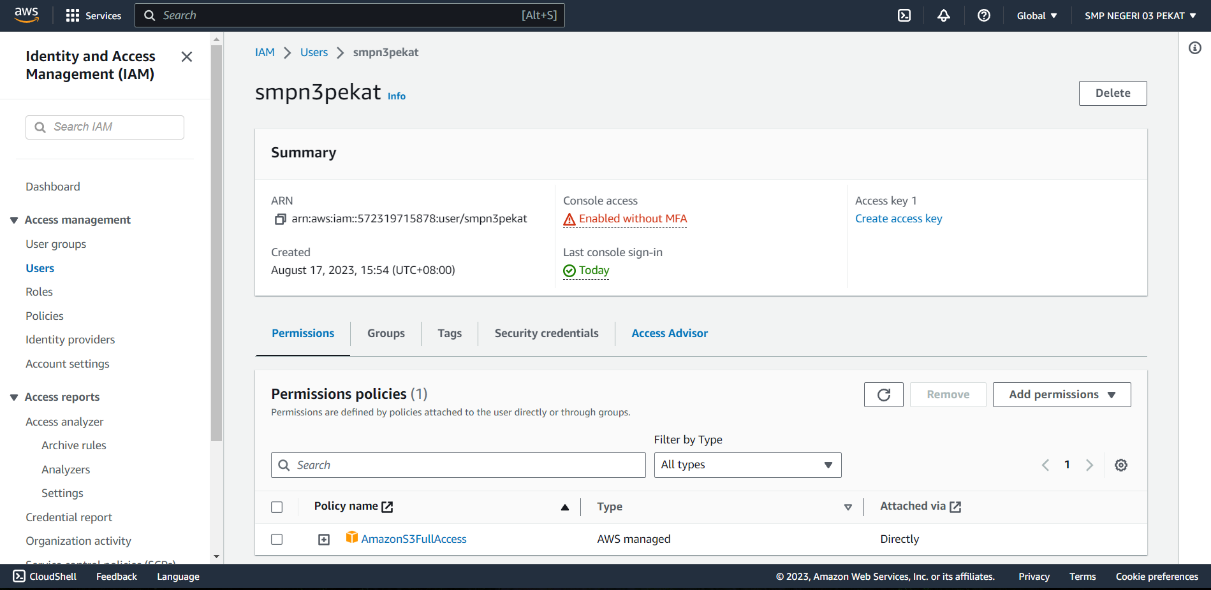 aws
Services
Search
[Alt+S]
Global ▼
SMP NEGERI 03 PEKAT ▼
Identity and Access
Management (IAM)
Search IAM
Dashboard
Access management
User groups
Users
Roles
Policies
Identity providers
Account settings
Access reports
Access analyzer
Archive rules
Analyzers
Settings
Credential report
Organization activity
Service control policies (SCPs)
IAM > Users > smpn3pekat
smpn3pekat Info
Delete
Summary
ARN
arn:aws:iam::572319715878:user/smpn3pekat
Created
August 17, 2023, 15:54 (UTC+08:00)
Console access
Enabled without MFA
Last console sign-in
Today
Access key 1
Create access key
Permissions
Groups
Tags
Security credentials
Access Advisor
Permissions policies (1)
Permissions are defined by policies attached to the user directly or through groups.
Remove
Add permissions ▼
Filter by Type
Search
All types
1
Policy name
Type
Attached via
AmazonS3FullAccess
AWS managed
Directly
CloudShell
Feedback
Language
© 2023, Amazon Web Services, Inc. or its affiliates.
Privacy
Terms
Cookie preferences